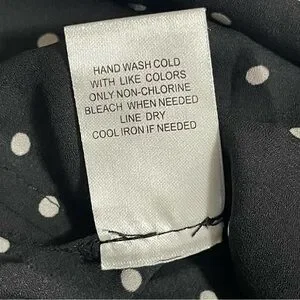 HAND WASH COLD
WITH LIKE COLORS
ONLY NON-CHLORINE
BLEACH WHEN NEEDED
LINE DRY
COOL IRON IF NEEDED